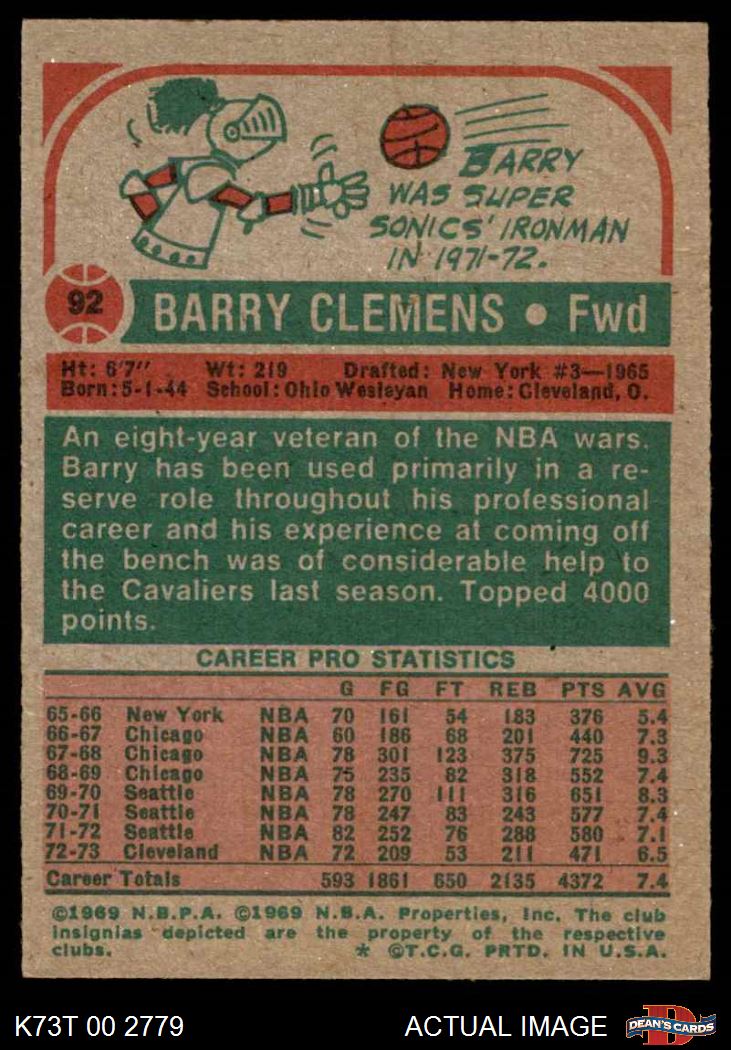 BARRY
WAS SUPER
SONICS' IRONMAN
IN 1971-72.
92 BARRY CLEMENS • Fwd
Ht: 6'7" Wt: 219 Drafted: New York #3—1965
Born: 5-1-44 School: Ohio Wesleyan Home: Cleveland, O.
An eight-year veteran of the NBA wars.
Barry has been used primarily in a re-
serve role throughout his professional
career and his experience at coming off
the bench was of considerable help to
the Cavaliers last season. Topped 4000
points.
CAREER PRO STATISTICS
G FG FT REB PTS AVG
65-66 New York NBA 70 161 54 183 376 5.4
66-67 Chicago NBA 60 186 68 201 440 7.3
67-68 Chicago NBA 78 301 123 375 725 9.3
68-69 Chicago NBA 75 235 82 318 552 7.4
69-70 Seattle NBA 78 270 111 316 651 8.3
70-71 Seattle NBA 78 247 83 243 577 7.4
71-72 Seattle NBA 82 252 76 288 580 7.1
72-73 Cleveland NBA 72 209 53 211 471 6.5
Career Totals 593 1861 650 2135 4372 7.4
©1969 N.B.P.A. ©1969 N.B.A. Properties, Inc. The club
insignias depicted are the property of the respective
clubs. * ©T.C.G. PRTD. IN U.S.A.
K73T 00 2779 ACTUAL IMAGE D DEAN'S CARDS